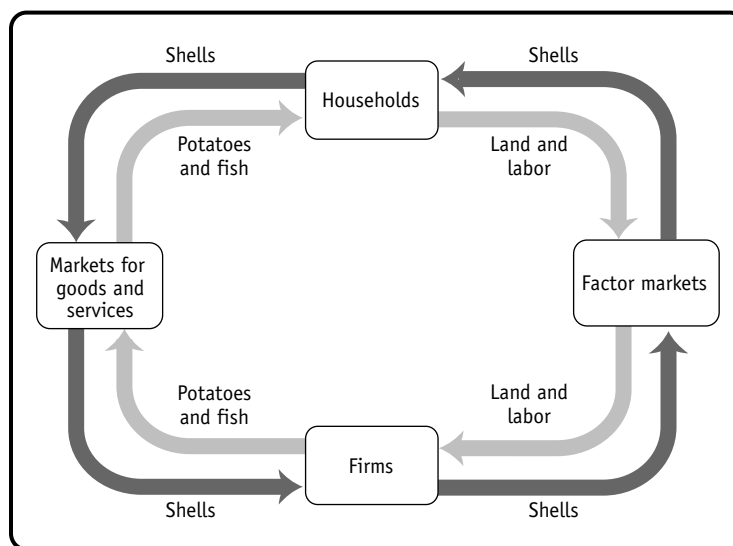 Shells
Shells
Households
Potatoes
and fish
Land and
labor
Markets for
goods and
services
Factor markets
Potatoes
and fish
Land and
labor
Firms
Shells
Shells